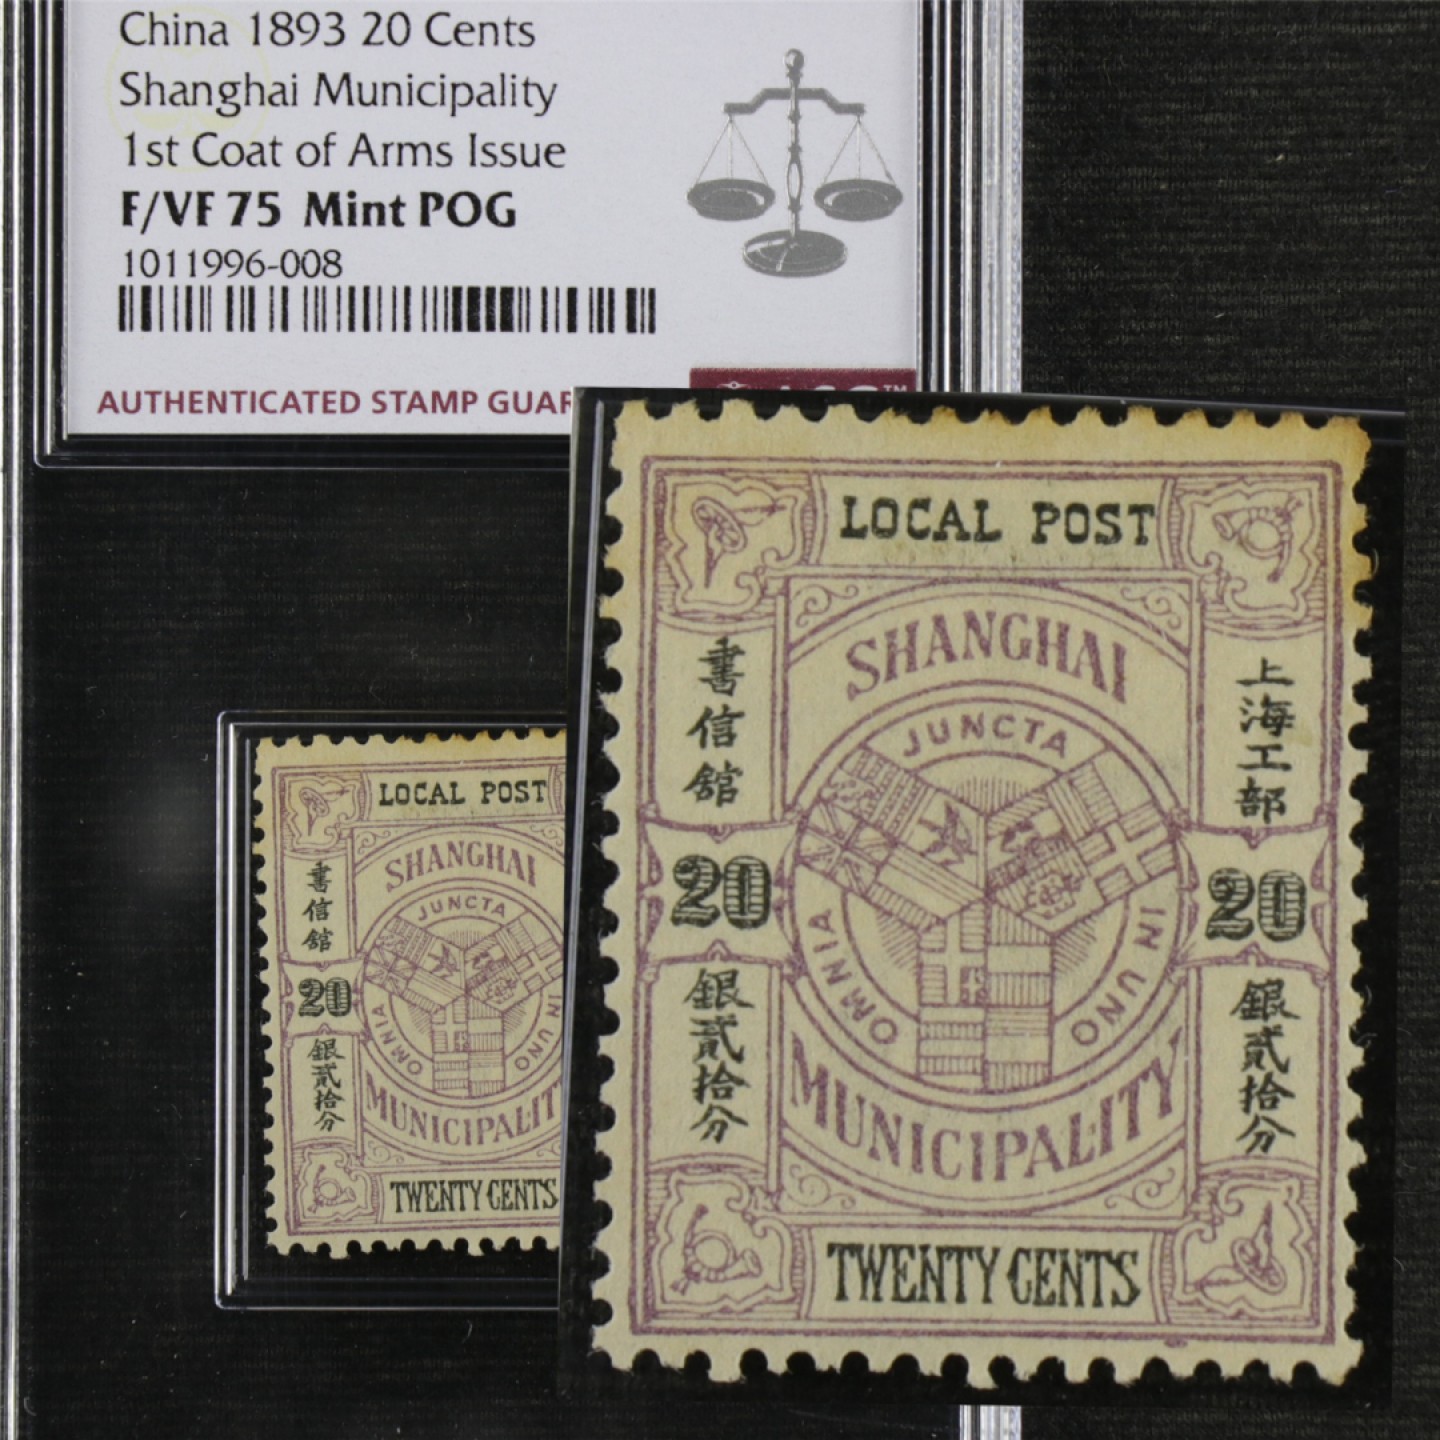 China 1893 20 Cents
Shanghai Municipality
1st Coat of Arms Issue
F/VF 75 Mint POG
1011996-008
AUTHENTICATED STAMP GUAR
LOCAL POST
SHANGHAI
JUNCTA
IN UNO
OMNIA
MUNICIPALITY
上海工部
書信館
20
20
銀貳拾分
銀貳拾分
TWENTY CENTS
LOCAL POST
SHANGHAI
JUNCTA
IN UNO
OMNIA
MUNICIPALIT
書信館
20
銀貳拾分
TWENTY CENTS